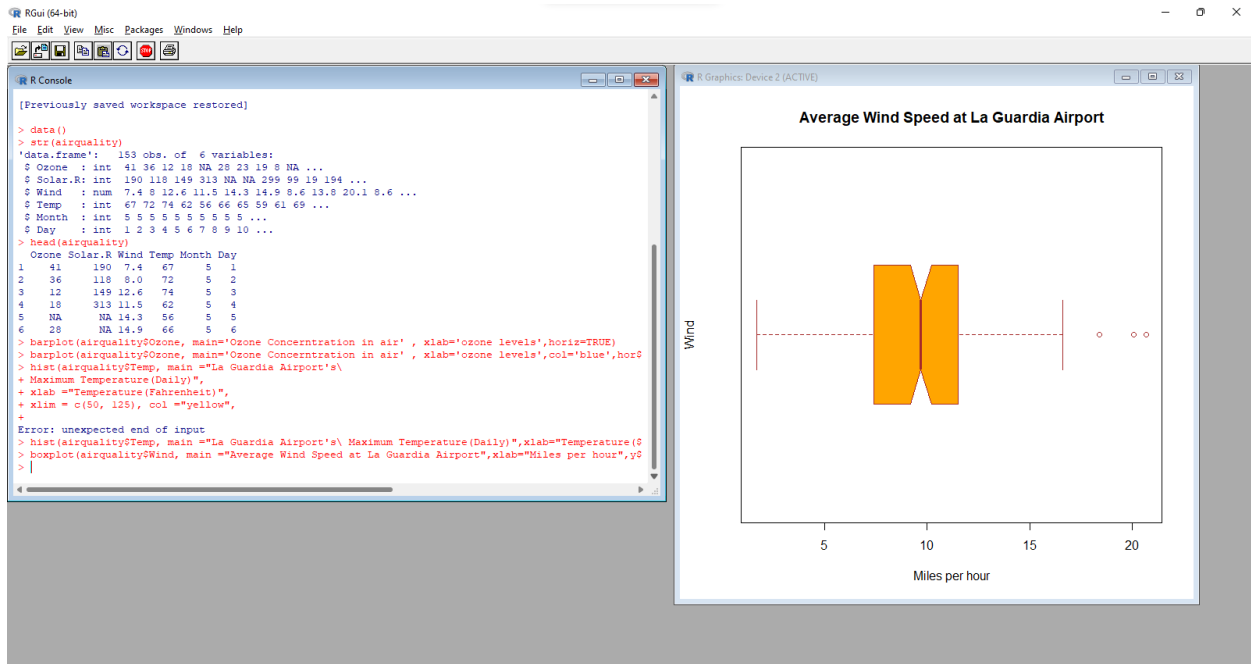 RGui (64-bit)
File Edit View Misc Packages Windows Help
STOP
R Console
[Previously saved workspace restored]
> data()
> str(airquality)
'data.frame':   153 obs. of  6 variables:
 $ Ozone  : int  41 36 12 18 NA 28 23 19 8 NA ...
 $ Solar.R: int  190 118 149 313 NA NA 299 99 19 194 ...
 $ Wind   : num  7.4 8 12.6 11.5 14.3 14.9 8.6 13.8 20.1 8.6 ...
 $ Temp   : int  67 72 74 62 56 66 65 59 61 69 ...
 $ Month  : int  5 5 5 5 5 5 5 5 5 5 ...
 $ Day    : int  1 2 3 4 5 6 7 8 9 10 ...
> head(airquality)
  Ozone Solar.R Wind Temp Month Day
1    41     190  7.4   67     5   1
2    36     118  8.0   72     5   2
3    12     149 12.6   74     5   3
4    18     313 11.5   62     5   4
5    NA      NA 14.3   56     5   5
6    28      NA 14.9   66     5   6
> barplot(airquality$Ozone, main='Ozone Concerntration in air' , xlab='ozone levels',horiz=TRUE)
> barplot(airquality$Ozone, main='Ozone Concerntration in air' , xlab='ozone levels',col='blue',hor$
> hist(airquality$Temp, main ="La Guardia Airport's\
+ Maximum Temperature(Daily)",
+ xlab ="Temperature(Fahrenheit)",
+ xlim = c(50, 125), col ="yellow",
+
Error: unexpected end of input
> hist(airquality$Temp, main ="La Guardia Airport's\ Maximum Temperature(Daily)",xlab="Temperature($
> boxplot(airquality$Wind, main ="Average Wind Speed at La Guardia Airport",xlab="Miles per hour",y$
>
R Graphics: Device 2 (ACTIVE)
Average Wind Speed at La Guardia Airport
Wind
5 10 15 20
Miles per hour